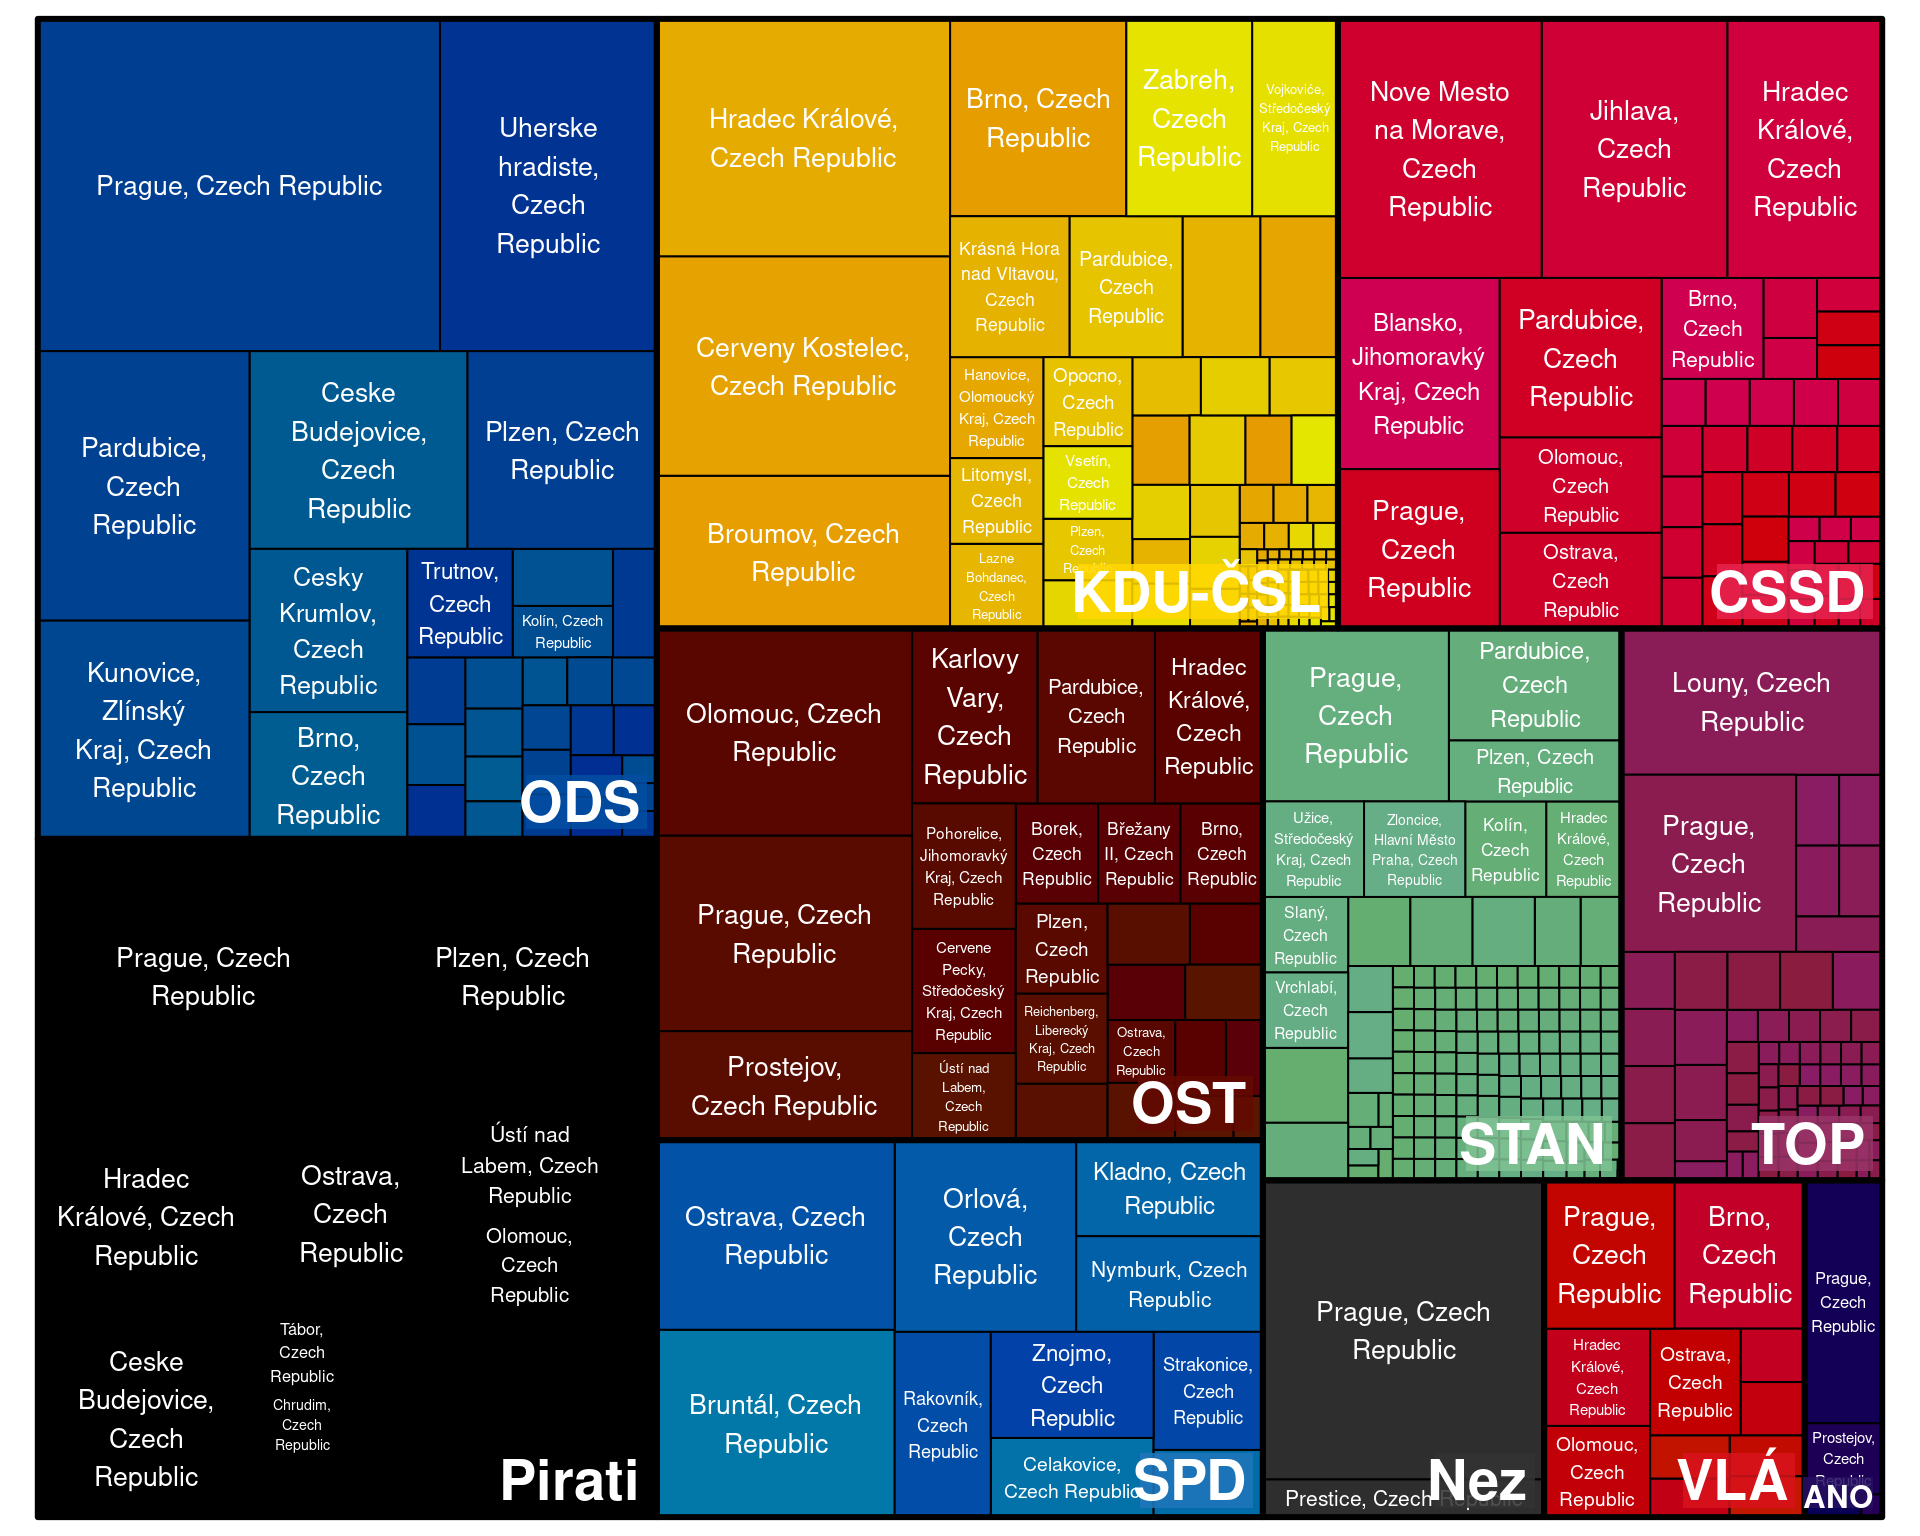 Prague, Czech Republic
Uherske
hradiste,
Czech
Republic
Pardubice,
Czech
Republic
Ceske
Budejovice,
Czech
Republic
Plzen, Czech
Republic
Kunovice,
Zlínský
Kraj, Czech
Republic
Cesky
Krumlov,
Czech
Republic
Brno,
Czech
Republic
Trutnov,
Czech
Republic
Kolín, Czech
Republic
ODS
Hradec Králové,
Czech Republic
Cerveny Kostelec,
Czech Republic
Broumov, Czech
Republic
Brno, Czech
Republic
Zabreh,
Czech
Republic
Vojkoviće,
Středočeský
Kraj, Czech
Republic
Krásná Hora
nad Vltavou,
Czech
Republic
Pardubice,
Czech
Republic
Hanovice,
Olomoucký
Kraj, Czech
Republic
Opocno,
Czech
Republic
Litomysl,
Czech
Republic
Vsetín,
Czech
Republic
Lazne
Bohdanec,
Czech
Republic
Plzen,
Czech
Republic
KDU-ČSL
Nove Mesto
na Morave,
Czech
Republic
Jihlava,
Czech
Republic
Hradec
Králové,
Czech
Republic
Blansko,
Jihomoravký
Kraj, Czech
Republic
Prague,
Czech
Republic
Pardubice,
Czech
Republic
Olomouc,
Czech
Republic
Ostrava,
Czech
Republic
Brno,
Czech
Republic
CSSD
Prague, Czech
Republic
Plzen, Czech
Republic
Hradec
Králové, Czech
Republic
Ostrava,
Czech
Republic
Ústí nad
Labem, Czech
Republic
Olomouc,
Czech
Republic
Ceske
Budejovice,
Czech
Republic
Tábor,
Czech
Republic
Chrudim,
Czech
Republic
Pirati
Olomouc, Czech
Republic
Prague, Czech
Republic
Prostejov,
Czech Republic
Karlovy
Vary,
Czech
Republic
Pardubice,
Czech
Republic
Hradec
Králové,
Czech
Republic
Pohorelice,
Jihomoravký
Kraj, Czech
Republic
Borek,
Czech
Republic
Břežany
II, Czech
Republic
Brno,
Czech
Republic
Cervene
Pecky,
Středočeský
Kraj, Czech
Republic
Plzen,
Czech
Republic
Reichenberg,
Liberecký
Kraj, Czech
Republic
Ústí nad
Labem,
Czech
Republic
Ostrava,
Czech
Republic
OST
Prague,
Czech
Republic
Pardubice,
Czech
Republic
Plzen, Czech
Republic
Užice,
Středočeský
Kraj, Czech
Republic
Zloncice,
Hlavní Město
Praha, Czech
Republic
Kolín,
Czech
Republic
Hradec
Králové,
Czech
Republic
Slaný,
Czech
Republic
Vrchlabí,
Czech
Republic
STAN
Louny, Czech
Republic
Prague,
Czech
Republic
TOP
Ostrava, Czech
Republic
Bruntál, Czech
Republic
Orlová,
Czech
Republic
Kladno, Czech
Republic
Nymburk, Czech
Republic
Rakovník,
Czech
Republic
Znojmo,
Czech
Republic
Strakonice,
Czech
Republic
Celakovice,
Czech Republic
SPD
Prague, Czech
Republic
Prestice, Czech Republic
Nez
Prague,
Czech
Republic
Brno,
Czech
Republic
Hradec
Králové,
Czech
Republic
Ostrava,
Czech
Republic
Olomouc,
Czech
Republic
VLÁ
Prague,
Czech
Republic
Prostejov,
Czech
Republic
ANO